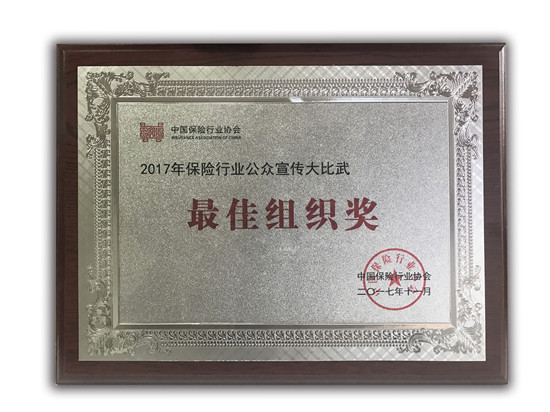 中国保险行业协会
INSURANCE ASSOCIATION OF CHINA
2017年保险行业公众宣传大比武
最佳组织奖
中国保险行业协会
二〇一七年十一月